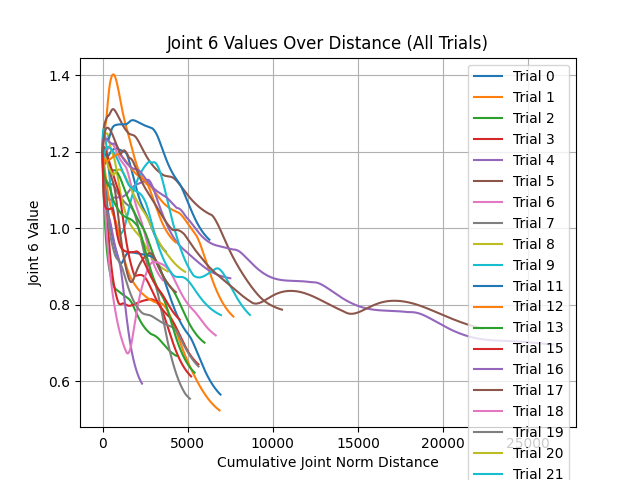 Joint 6 Values Over Distance (All Trials)
Joint 6 Value
1.4
1.2
1.0
0.8
0.6
0
5000
10000
15000
20000
25000
Cumulative Joint Norm Distance
Trial 0
Trial 1
Trial 2
Trial 3
Trial 4
Trial 5
Trial 6
Trial 7
Trial 8
Trial 9
Trial 11
Trial 12
Trial 13
Trial 15
Trial 16
Trial 17
Trial 18
Trial 19
Trial 20
Trial 21